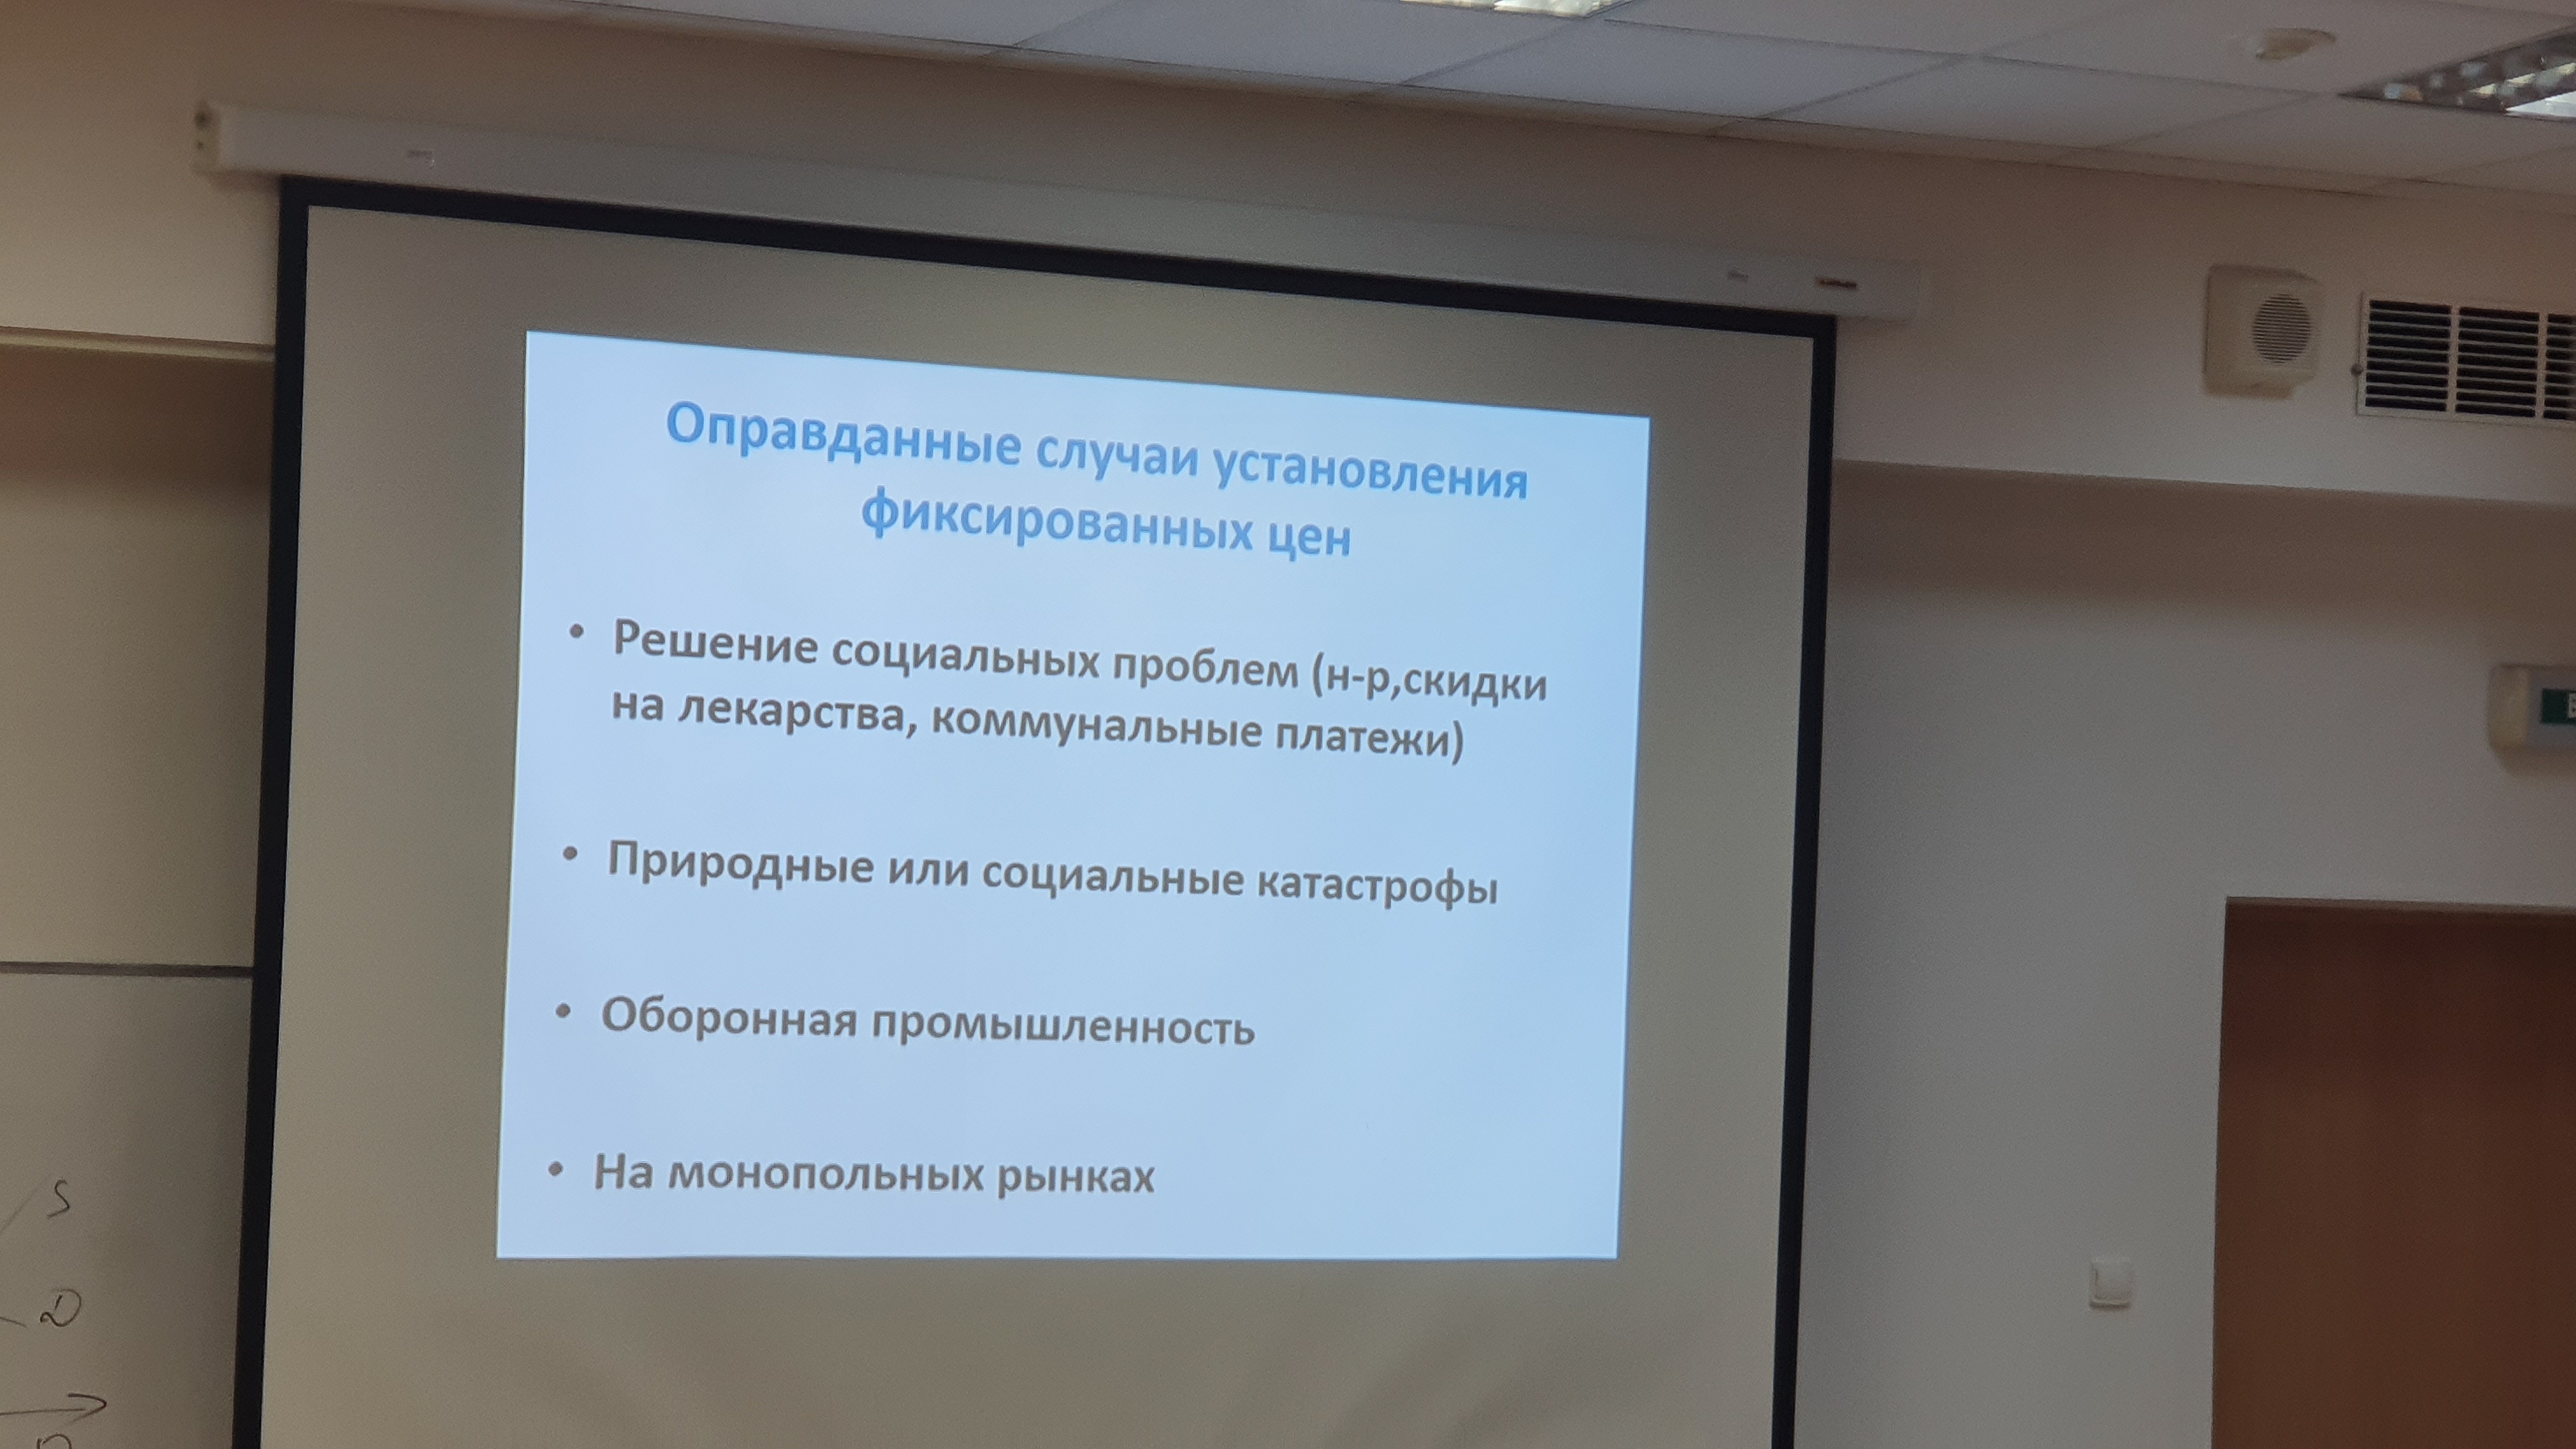 Оправданные случаи установления
фиксированных цен
• Решение социальных проблем (н-р,скидки
на лекарства, коммунальные платежи)
• Природные или социальные катастрофы
• Оборонная промышленность
• На монопольных рынках
S
D